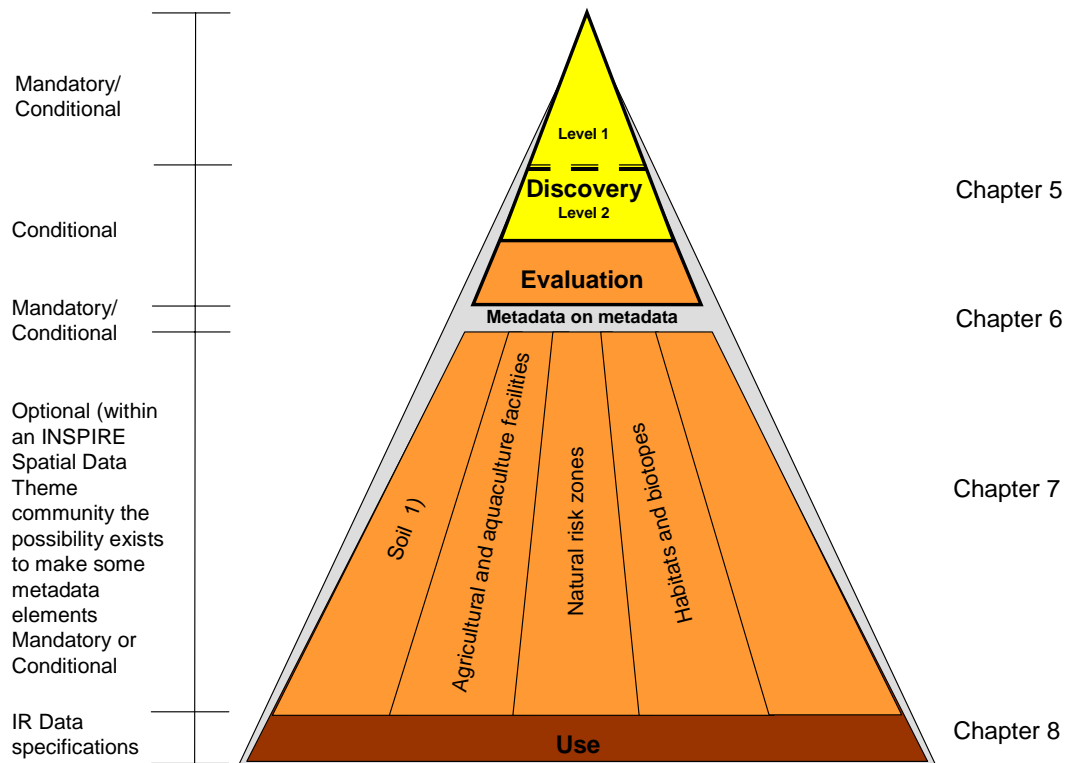 Mandatory/
Conditional
Level 1
Discovery
Level 2
Chapter 5
Conditional
Evaluation
Mandatory/
Conditional
Metadata on metadata
Chapter 6
Optional (within
an INSPIRE
Spatial Data
Theme
community the
possibility exists
to make some
metadada
elements
Mandatory or
Conditional
Soil 1)
Agricultural and aquaculture facilities
Natural risk zones
Habitats and biotopes
Chapter 7
IR Data
specifications
Use
Chapter 8